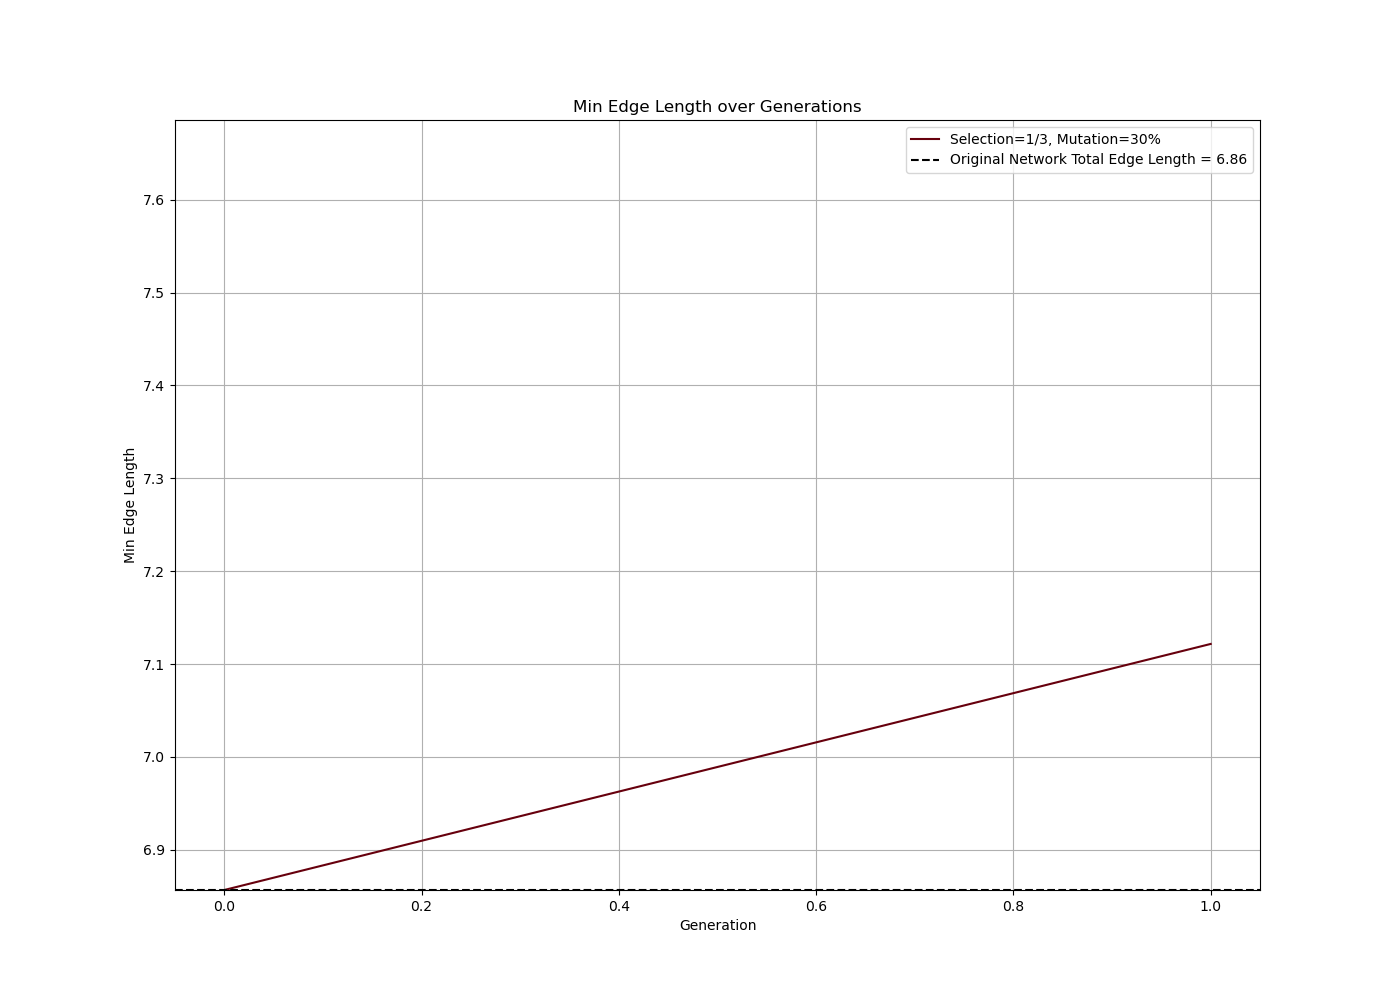 Min Edge Length over Generations
Selection=1/3, Mutation=30%
Original Network Total Edge Length = 6.86
7.6
7.5
7.4
7.3
7.2
7.1
7.0
6.9
Min Edge Length
0.0 0.2 0.4 0.6 0.8 1.0
Generation